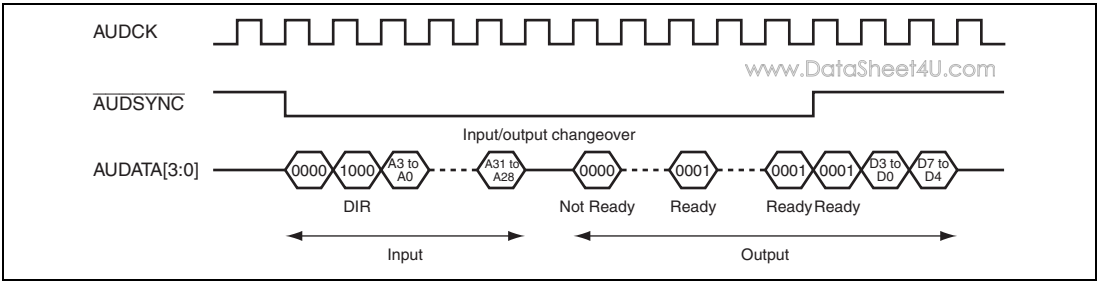 AUDCK
www.DataSheet4U.com
AUDSYNC
Input/output changeover
AUDATA[3:0]
0000 1000 A3 to A0 A31 to A28 0000 0001 0001 0001 D3 to D0 D7 to D4
DIR Not Ready Ready Ready Ready
Input Output